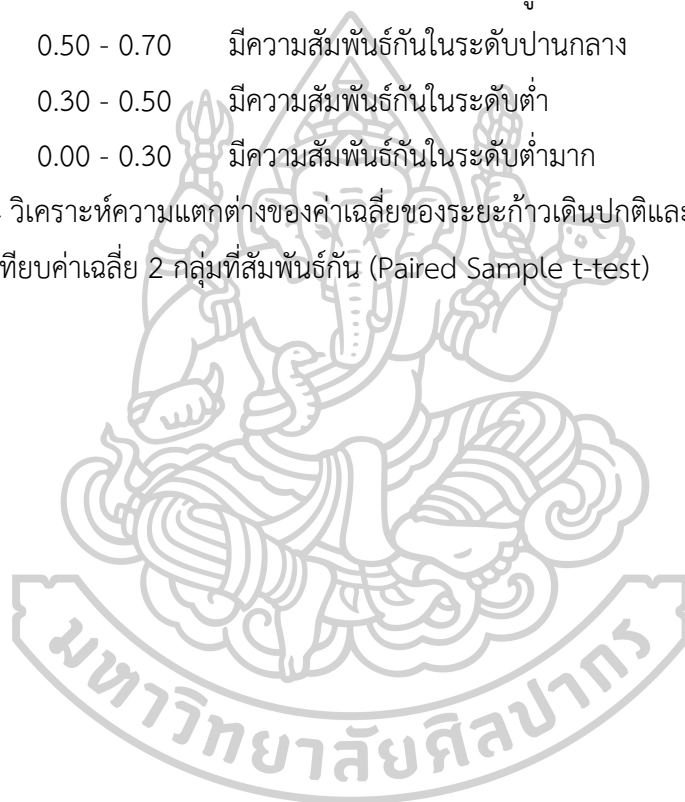 0.50 - 0.70 มีความสัมพันธ์กันในระดับปานกลาง
0.30 - 0.50 มีความสัมพันธ์กันในระดับต่ำ
0.00 - 0.30 มีความสัมพันธ์กันในระดับต่ำมาก
วิเคราะห์ความแตกต่างของค่าเฉลี่ยของระยะก้าวเดินปกติและ
ทียบค่าเฉลี่ย 2 กลุ่มที่สัมพันธ์กัน (Paired Sample t-test)
มหาวิทยาลัยศิลปากร